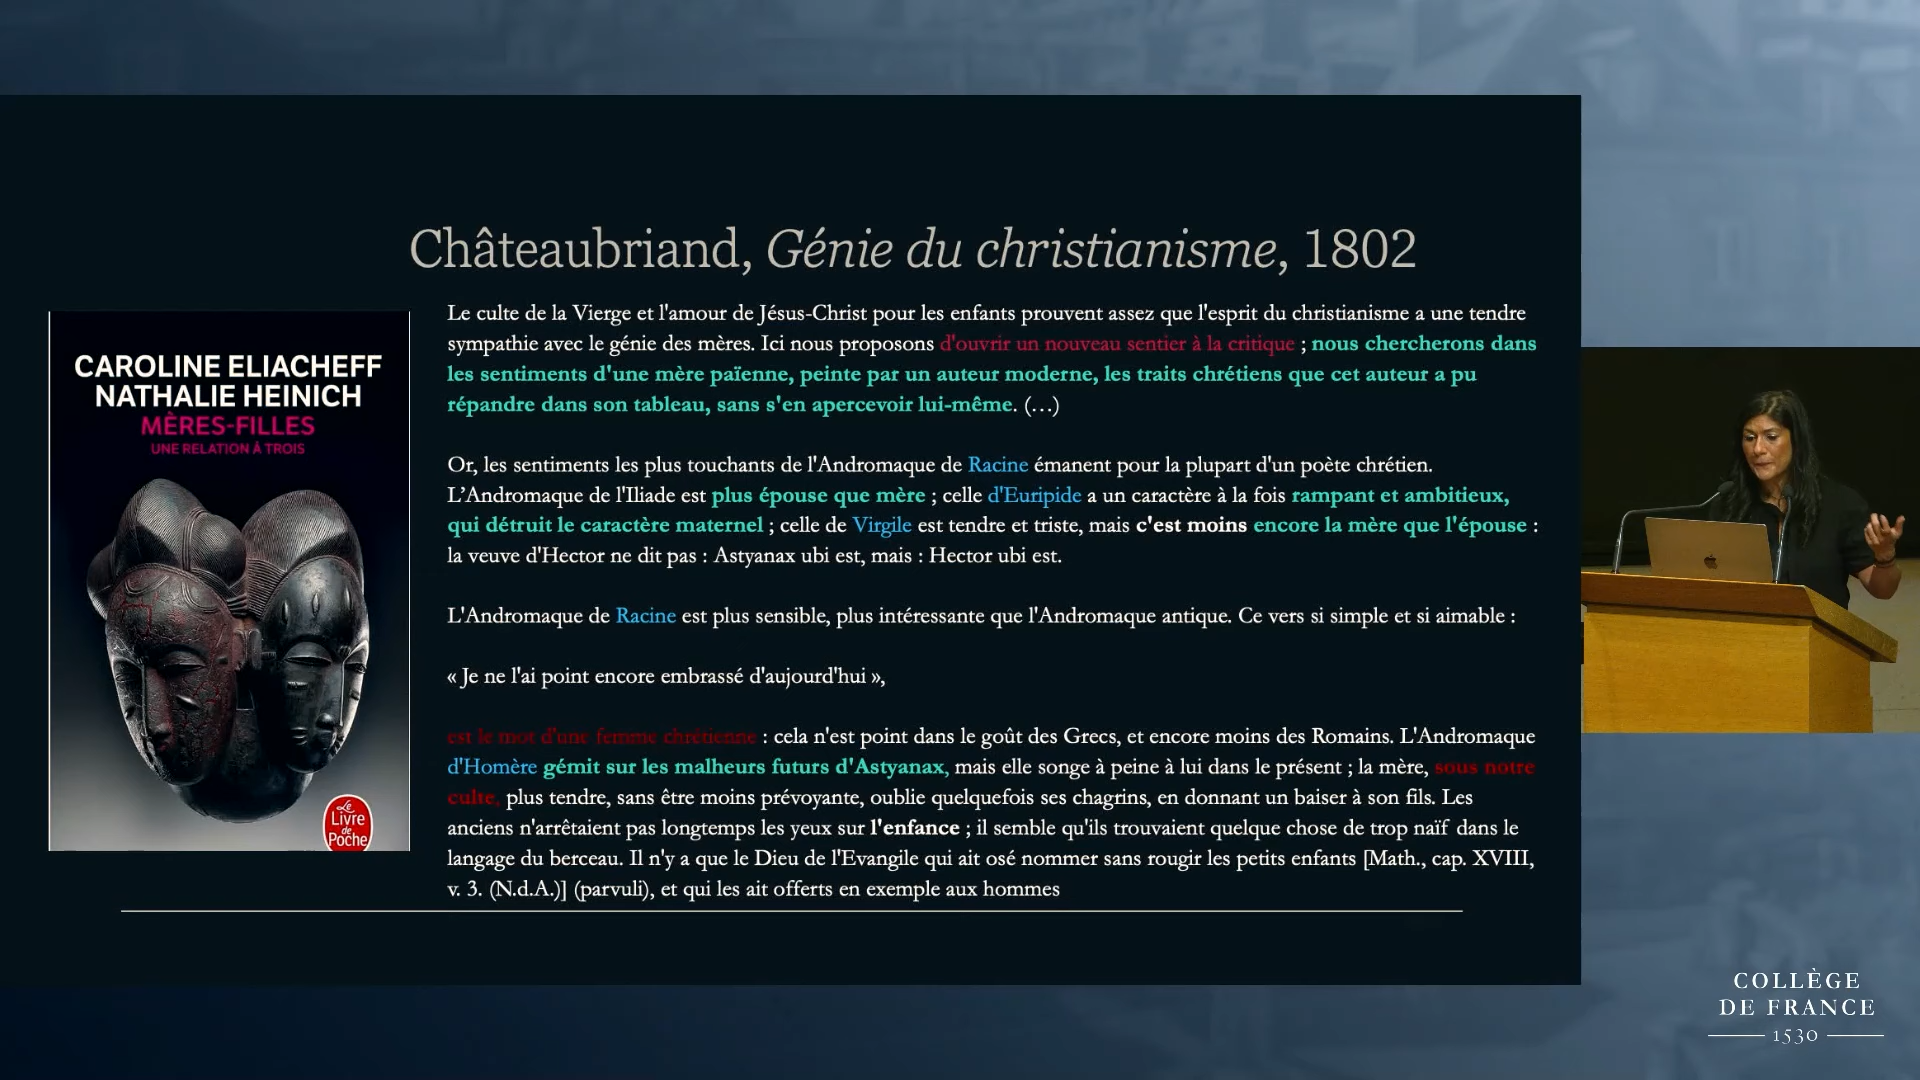 Châteaubriand, Génie du christianisme, 1802
CAROLINE ELIACHEFF
NATHALIE HEINICH
MÈRES-FILLES
UNE RELATION À TROIS
Le
Livre
de
Poche
Le culte de la Vierge et l'amour de Jésus-Christ pour les enfants prouvent assez que l'esprit du christianisme a une tendre
sympathie avec le génie des mères. Ici nous proposons d'ouvrir un nouveau sentier à la critique ; nous chercherons dans
les sentiments d'une mère païenne, peinte par un auteur moderne, les traits chrétiens que cet auteur a pu
répandre dans son tableau, sans s'en apercevoir lui-même. (…)
Or, les sentiments les plus touchants de l'Andromaque de Racine émanent pour la plupart d'un poète chrétien.
L’Andromaque de l'Iliade est plus épouse que mère ; celle d'Euripide a un caractère à la fois rampant et ambitieux,
qui détruit le caractère maternel ; celle de Virgile est tendre et triste, mais c'est moins encore la mère que l'épouse :
la veuve d'Hector ne dit pas : Astyanax ubi est, mais : Hector ubi est.
L'Andromaque de Racine est plus sensible, plus intéressante que l'Andromaque antique. Ce vers si simple et si aimable :
« Je ne l'ai point encore embrassé d'aujourd'hui »,
est le mot d'une femme chrétienne : cela n'est point dans le goût des Grecs, et encore moins des Romains. L'Andromaque
d'Homère gémit sur les malheurs futurs d'Astyanax, mais elle songe à peine à lui dans le présent ; la mère, sous notre
culte, plus tendre, sans être moins prévoyante, oublie quelquefois ses chagrins, en donnant un baiser à son fils. Les
anciens n'arrêtaient pas longtemps les yeux sur l'enfance ; il semble qu'ils trouvaient quelque chose de trop naïf dans le
langage du berceau. Il n'y a que le Dieu de l'Evangile qui ait osé nommer sans rougir les petits enfants [Math., cap. XVIII,
v. 3. (N.d.A.)] (parvuli), et qui les ait offerts en exemple aux hommes
COLLÈGE
DE FRANCE
1530